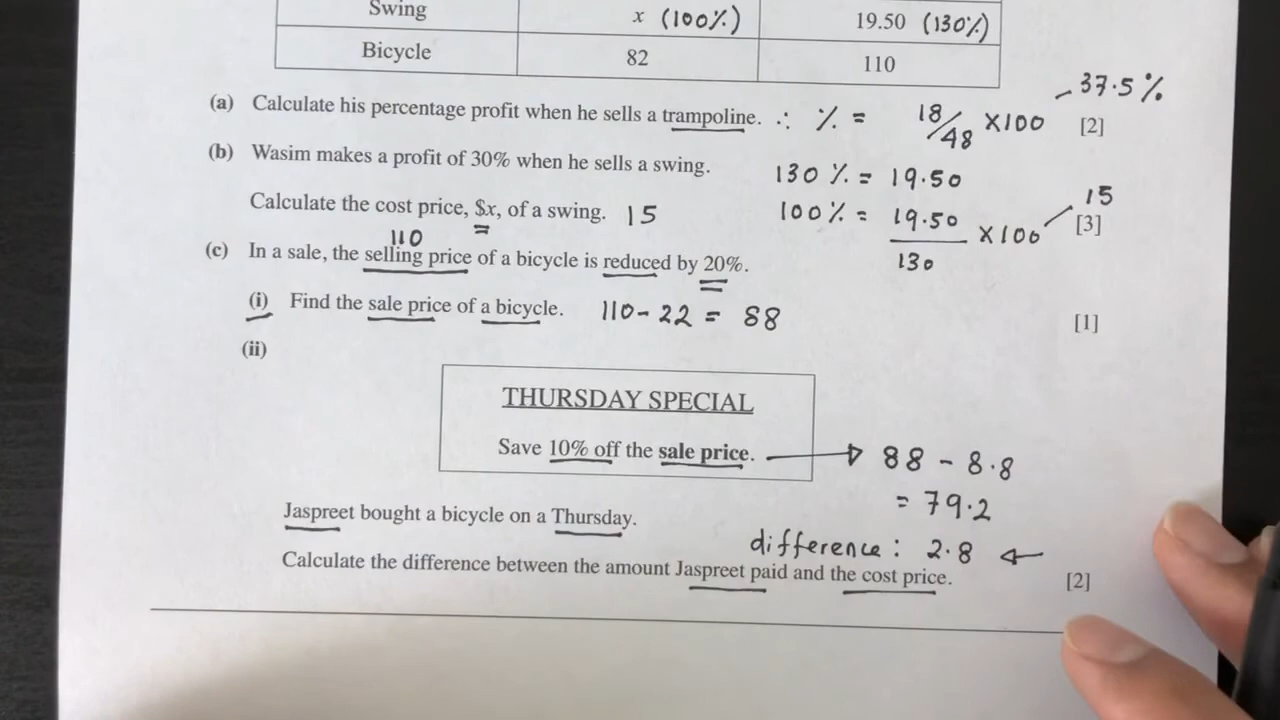 Swing x (100%) 19.50 (130%)
Bicycle 82 110
(a) Calculate his percentage profit when he sells a trampoline. ∴ % = 18/48 ×100 37.5% [2]
(b) Wasim makes a profit of 30% when he sells a swing. 130 % = 19.50
Calculate the cost price, $x, of a swing. 15 100% = 19.50/130 ×100 15 [3]
110
(c) In a sale, the selling price of a bicycle is reduced by 20%.
(i) Find the sale price of a bicycle. 110 - 22 = 88 [1]
(ii)
THURSDAY SPECIAL
Save 10% off the sale price. 88 - 8.8
= 79.2
Jaspreet bought a bicycle on a Thursday.
difference: 2.8
Calculate the difference between the amount Jaspreet paid and the cost price. [2]